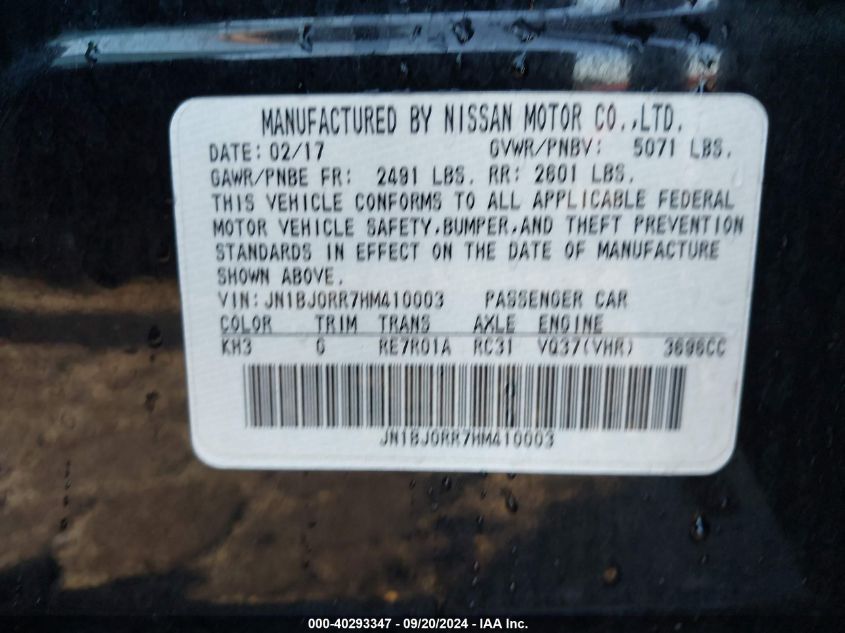 MANUFACTURED BY NISSAN MOTOR CO.,LTD.
DATE: 02/17 GVWR/PNBV: 5071 LBS.
GAWR/PNBE FR: 2491 LBS. RR: 2601 LBS.
THIS VEHICLE CONFORMS TO ALL APPLICABLE FEDERAL
MOTOR VEHICLE SAFETY,BUMPER,AND THEFT PREVENTION
STANDARDS IN EFFECT ON THE DATE OF MANUFACTURE
SHOWN ABOVE.
VIN: JN1BJ0RR7HM410003 PASSENGER CAR
COLOR TRIM TRANS AXLE ENGINE
KH3 G RE7R01A RC31 VQ37(VHR) 3696CC
JN1BJ0RR7HM410003
000-40293347 - 09/20/2024 - IAA Inc.